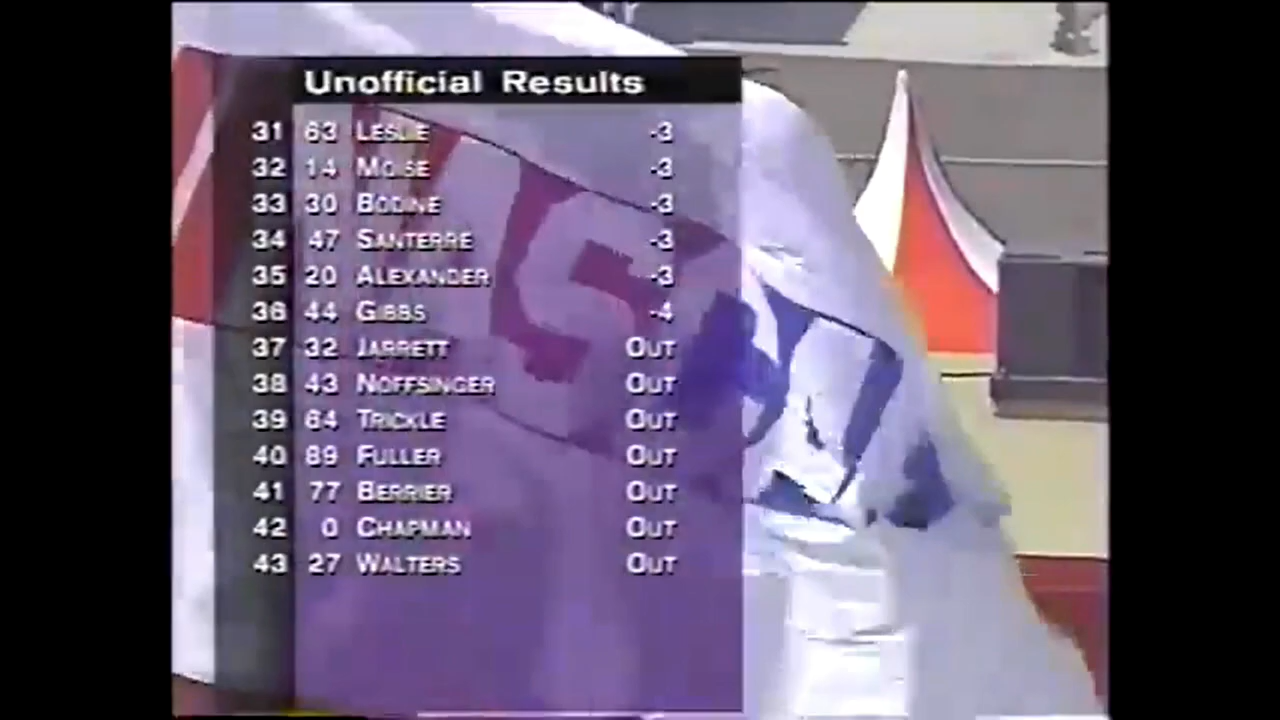 Unofficial Results
31 63 LESLIE -3
32 14 MOISE -3
33 30 BODINE -3
34 47 SANTERRE -3
35 20 ALEXANDER -3
36 44 GIBBS -4
37 32 JARRETT OUT
38 43 NOFFSINGER OUT
39 64 TRICKLE OUT
40 89 FULLER OUT
41 77 BERRIER OUT
42 0 CHAPMAN OUT
43 27 WALTERS OUT